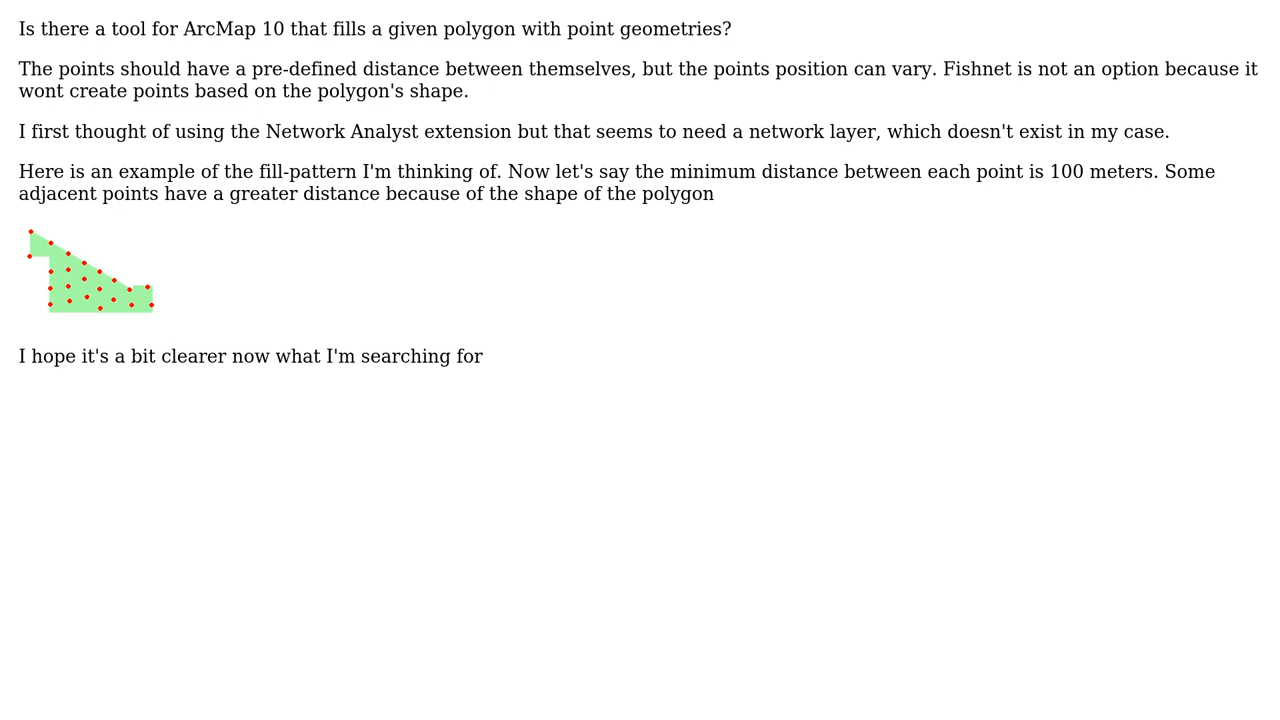 Is there a tool for ArcMap 10 that fills a given polygon with point geometries?
The points should have a pre-defined distance between themselves, but the points position can vary. Fishnet is not an option because it
wont create points based on the polygon's shape.
I first thought of using the Network Analyst extension but that seems to need a network layer, which doesn't exist in my case.
Here is an example of the fill-pattern I'm thinking of. Now let's say the minimum distance between each point is 100 meters. Some
adjacent points have a greater distance because of the shape of the polygon
I hope it's a bit clearer now what I'm searching for